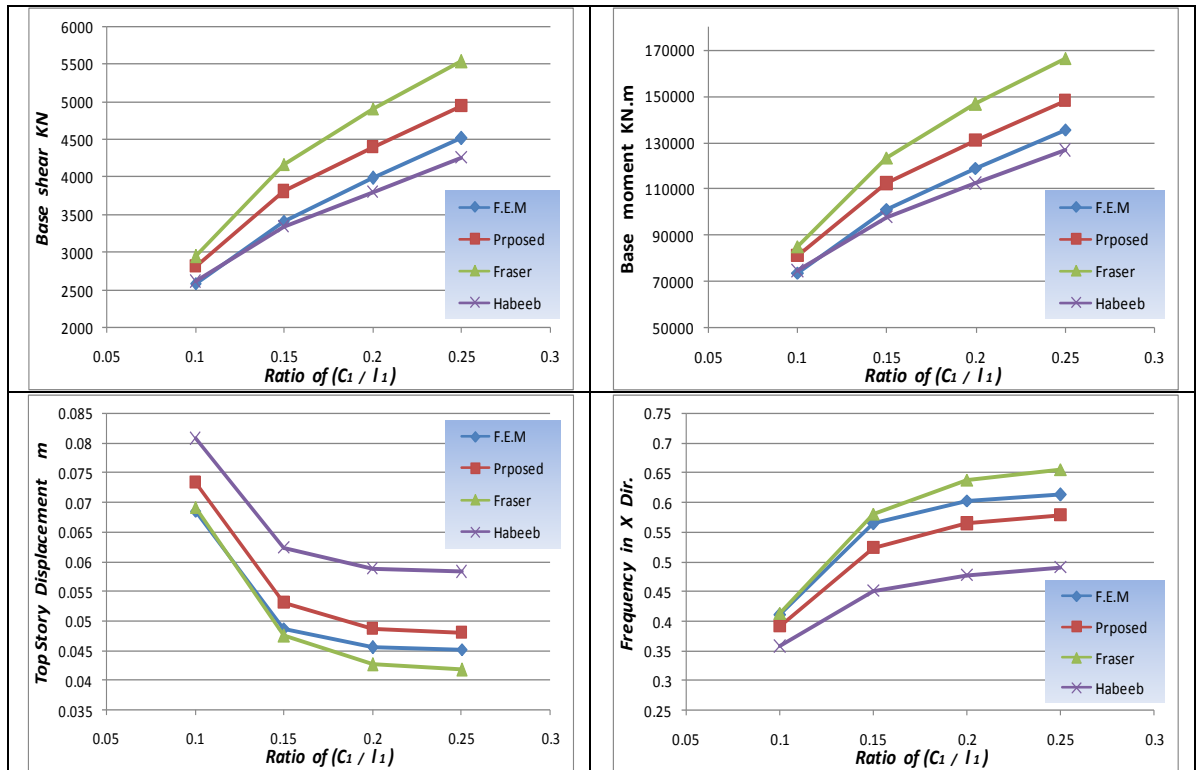 6000
5500
5000
4500
4000
3500
3000
2500
2000
Base shear KN
F.E.M
Prposed
Fraser
Habeeb
0.05 0.1 0.15 0.2 0.25 0.3
Ratio of (C1 / l1)
170000
150000
130000
110000
90000
70000
50000
Base moment KN.m
F.E.M
Prposed
Fraser
Habeeb
0.05 0.1 0.15 0.2 0.25 0.3
Ratio of (C1 / l1)
0.085
0.08
0.075
0.07
0.065
0.06
0.055
0.05
0.045
0.04
0.035
Top Story Displacement m
F.E.M
Prposed
Fraser
Habeeb
0.05 0.1 0.15 0.2 0.25 0.3
Ratio of (C1 / l1)
0.75
0.7
0.65
0.6
0.55
0.5
0.45
0.4
0.35
0.3
0.25
Frequency in X Dir.
F.E.M
Prposed
Fraser
Habeeb
0.05 0.1 0.15 0.2 0.25 0.3
Ratio of (C1 / l1)